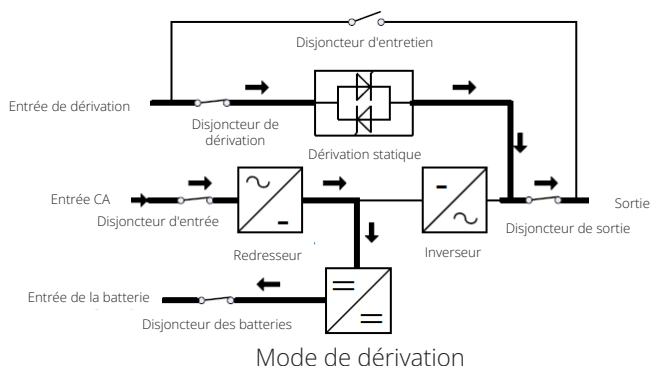 Disjoncteur d'entretien
Entrée de dérivation
Disjoncteur de
dérivation
Dérivation statique
Entrée CA
Disjoncteur d'entrée
Redresseur
Inverseur
Sortie
Disjoncteur de sortie
Entrée de la batterie
Disjoncteur des batteries
Mode de dérivation